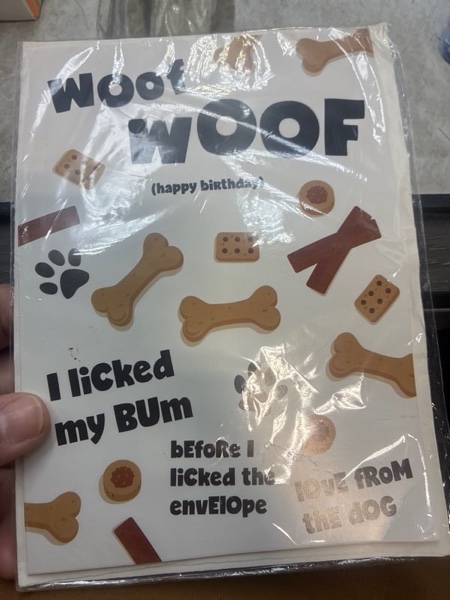 Woof
WOOF
(happy birthday)
I licked
my BUm
bEfoRe I
liCked the
envElOpe
lOvE fROM
thE dOG